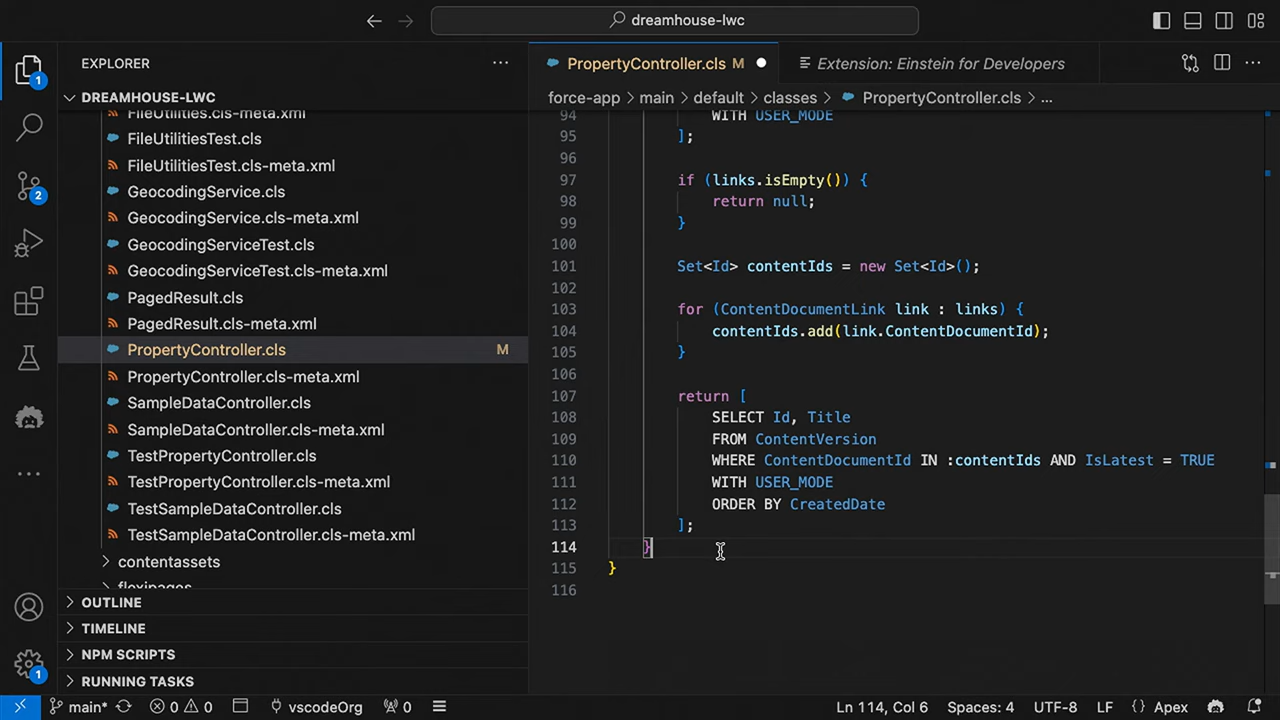 dreamhouse-lwc
EXPLORER
PropertyController.cls M
Extension: Einstein for Developers
DREAMHOUSE-LWC
force-app > main > default > classes > PropertyController.cls > ...
FileUtilities.cls-meta.xml
FileUtilitiesTest.cls
FileUtilitiesTest.cls-meta.xml
GeocodingService.cls
GeocodingService.cls-meta.xml
GeocodingServiceTest.cls
GeocodingServiceTest.cls-meta.xml
PagedResult.cls
PagedResult.cls-meta.xml
PropertyController.cls M
PropertyController.cls-meta.xml
SampleDataController.cls
SampleDataController.cls-meta.xml
TestPropertyController.cls
TestPropertyController.cls-meta.xml
TestSampleDataController.cls
TestSampleDataController.cls-meta.xml
contentassets
flexipages
OUTLINE
TIMELINE
NPM SCRIPTS
RUNNING TASKS
1
2
1
94 WITH USER_MODE
95 ];
96
97 if (links.isEmpty()) {
98 return null;
99 }
100
101 Set<Id> contentIds = new Set<Id>();
102
103 for (ContentDocumentLink link : links) {
104 contentIds.add(link.ContentDocumentId);
105 }
106
107 return [
108 SELECT Id, Title
109 FROM ContentVersion
110 WHERE ContentDocumentId IN :contentIds AND IsLatest = TRUE
111 WITH USER_MODE
112 ORDER BY CreatedDate
113 ];
114 }
115 }
116
main* 0 0 vscodeOrg 0 Ln 114, Col 6 Spaces: 4 UTF-8 LF {} Apex